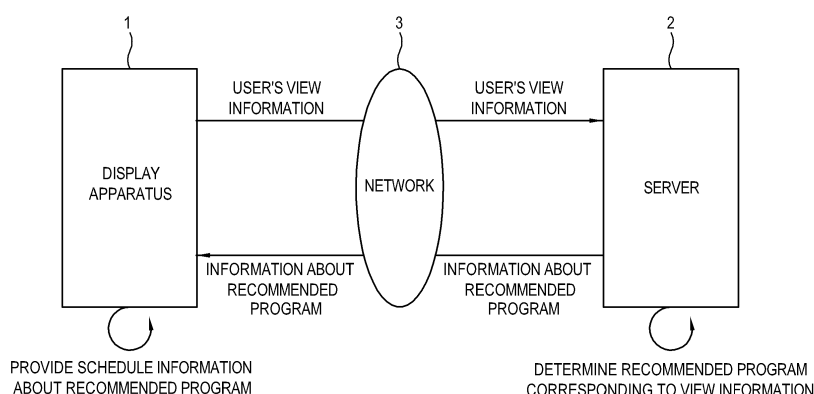 1
3
2
USER'S VIEW
INFORMATION
USER'S VIEW
INFORMATION
DISPLAY
APPARATUS
NETWORK
SERVER
INFORMATION ABOUT
RECOMMENDED
PROGRAM
INFORMATION ABOUT
RECOMMENDED
PROGRAM
PROVIDE SCHEDULE INFORMATION
ABOUT RECOMMENDED PROGRAM
DETERMINE RECOMMENDED PROGRAM
CORRESPONDING TO VIEW INFORMATION